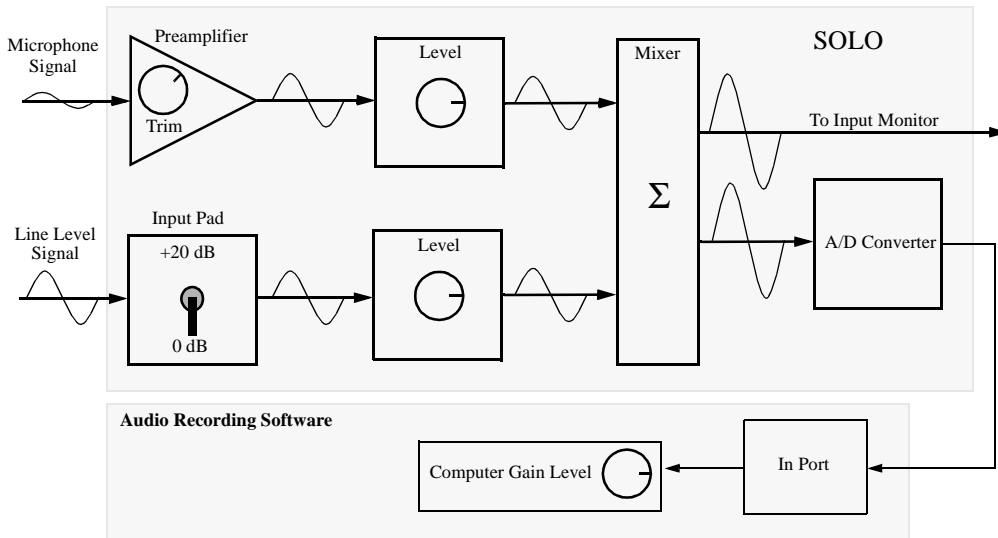 SOLO
Microphone
Signal
Preamplifier
Trim
Level
Mixer
Σ
To Input Monitor
Line Level
Signal
Input Pad
+20 dB
0 dB
Level
A/D Converter
Audio Recording Software
Computer Gain Level
In Port